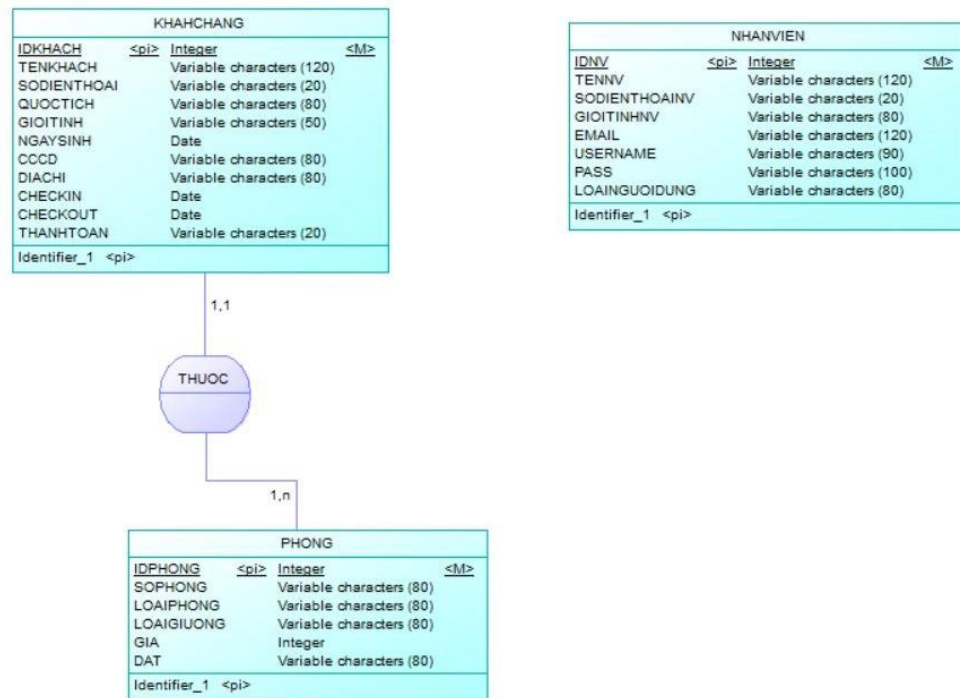 KHAHCHANG
IDKHACH <pi> Integer <M>
TENKHACH Variable characters (120)
SODIENTHOAI Variable characters (20)
QUOCTICH Variable characters (80)
GIOITINH Variable characters (50)
NGAYSINH Date
CCCD Variable characters (80)
DIACHI Variable characters (80)
CHECKIN Date
CHECKOUT Date
THANHTOAN Variable characters (20)
Identifier_1 <pi>
NHANVIEN
IDNV <pi> Integer <M>
TENNV Variable characters (120)
SODIENTHOAINV Variable characters (20)
GIOITINHNV Variable characters (80)
EMAIL Variable characters (120)
USERNAME Variable characters (90)
PASS Variable characters (100)
LOAINGUOIDUNG Variable characters (80)
Identifier_1 <pi>
1,1
THUOC
1,n
PHONG
IDPHONG <pi> Integer <M>
SOPHONG Variable characters (80)
LOAIPHONG Variable characters (80)
LOAIGIUONG Variable characters (80)
GIA Integer
DAT Variable characters (80)
Identifier_1 <pi>